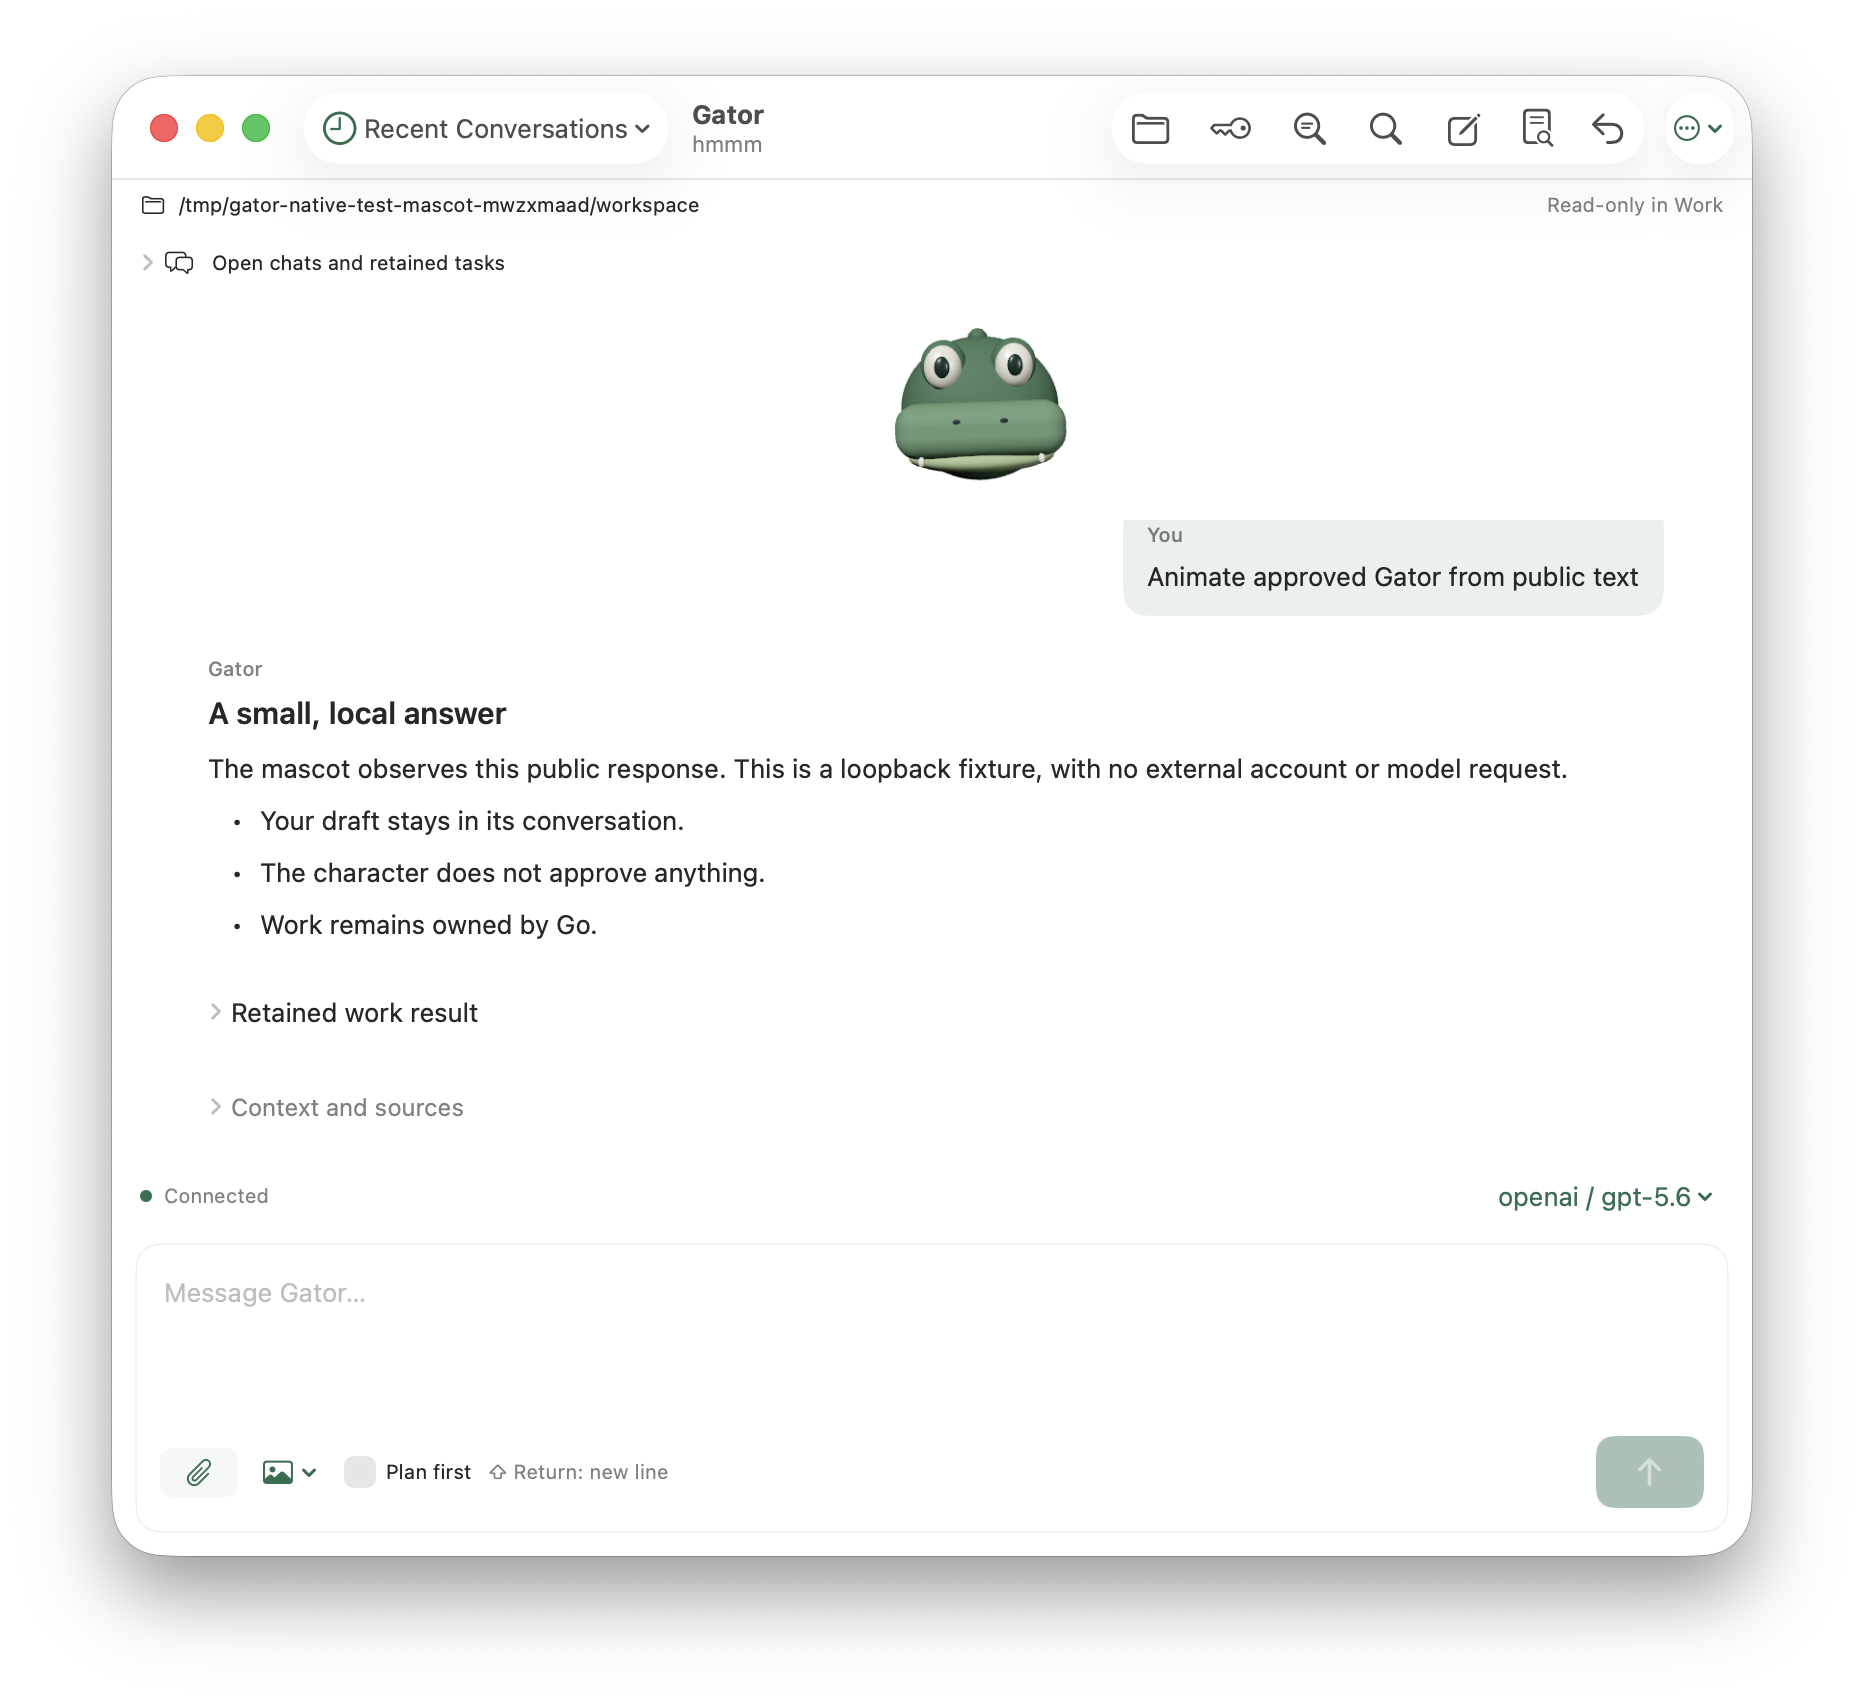 Recent Conversations
Gator
hmmm
/tmp/gator-native-test-mascot-mwzxmaad/workspace
Read-only in Work
Open chats and retained tasks
You
Animate approved Gator from public text
Gator
A small, local answer
The mascot observes this public response. This is a loopback fixture, with no external account or model request.
• Your draft stays in its conversation.
• The character does not approve anything.
• Work remains owned by Go.
Retained work result
Context and sources
Connected
openai / gpt-5.6
Message Gator...
Plan first
Return: new line